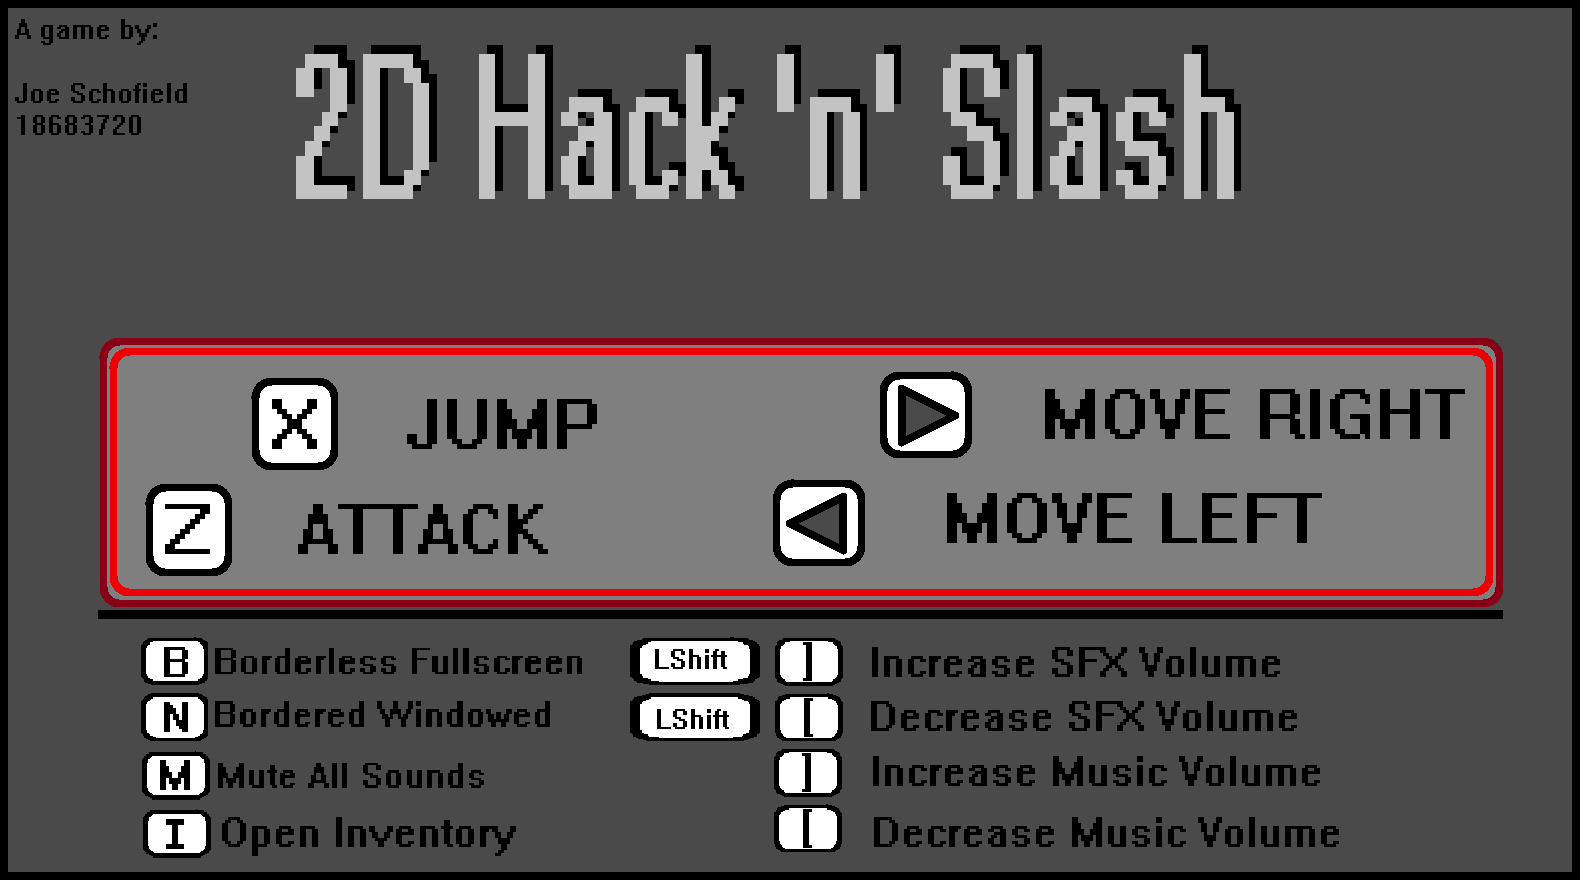 A game by:
Joe Schofield
18683720
2D Hack 'n' Slash
X JUMP
MOVE RIGHT
Z ATTACK
MOVE LEFT
B Borderless Fullscreen
LShift ] Increase SFX Volume
N Bordered Windowed
LShift [ Decrease SFX Volume
M Mute All Sounds
] Increase Music Volume
I Open Inventory
[ Decrease Music Volume